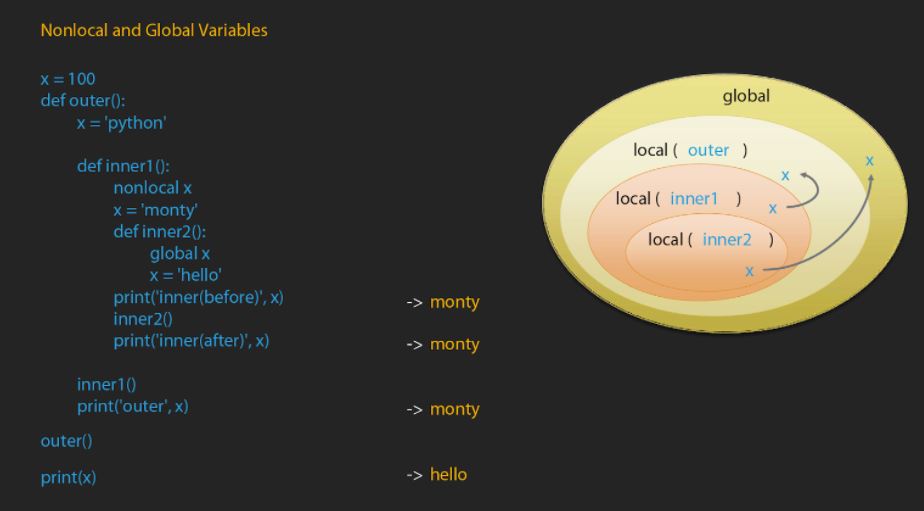 Nonlocal and Global Variables
x = 100
def outer():
x = 'python'
def inner1():
nonlocal x
x = 'monty'
def inner2():
global x
x = 'hello'
print('inner(before)', x) -> monty
inner2()
print('inner(after)', x) -> monty
inner1()
print('outer', x) -> monty
outer()
print(x) -> hello
global
local ( outer )
x
x
local ( inner1 )
x
local ( inner2 )
x